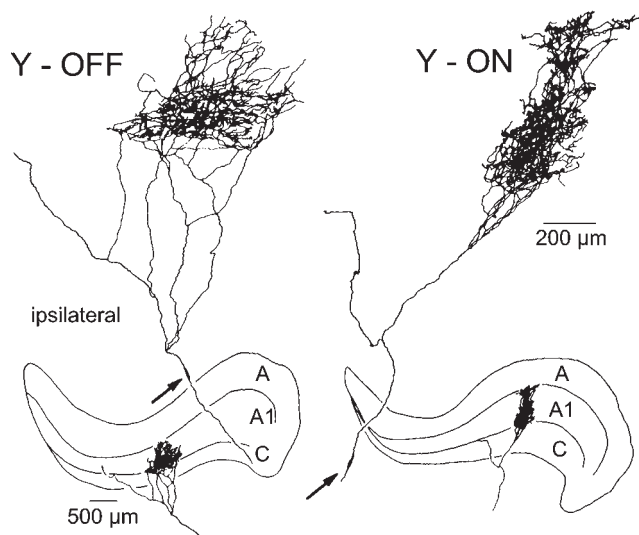 Y - OFF
Y - ON
200 µm
ipsilateral
A
A1
C
500 µm
A
A1
C